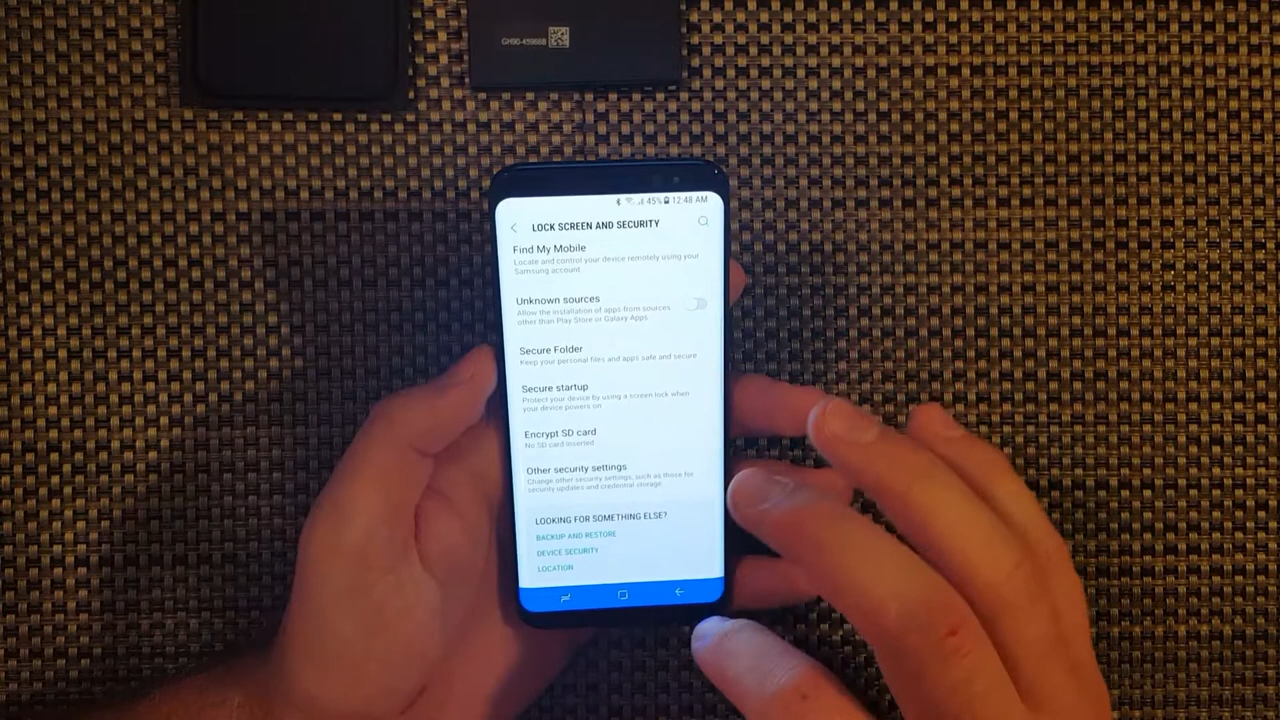 GH90-43966B
45% 12:48 AM
LOCK SCREEN AND SECURITY
Find My Mobile
Locate and control your device remotely using your
Samsung account.
Unknown sources
Allow the installation of apps from sources
other than Play Store or Galaxy Apps.
Secure Folder
Keep your personal files and apps safe and secure.
Secure startup
Protect your device by using a screen lock when
your device powers on.
Encrypt SD card
No SD card inserted
Other security settings
Change other security settings, such as those for
security updates and credential storage.
LOOKING FOR SOMETHING ELSE?
BACKUP AND RESTORE
DEVICE SECURITY
LOCATION